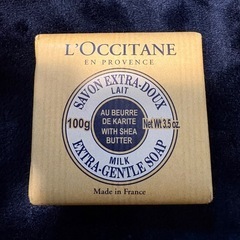 L'OCCITANE
EN PROVENCE
SAVON EXTRA-DOUX
LAIT
AU BEURRE
DE KARITE
100g WITH SHEA Net Wt 3.5 oz.
BUTTER
MILK
EXTRA-GENTLE SOAP
Made in France